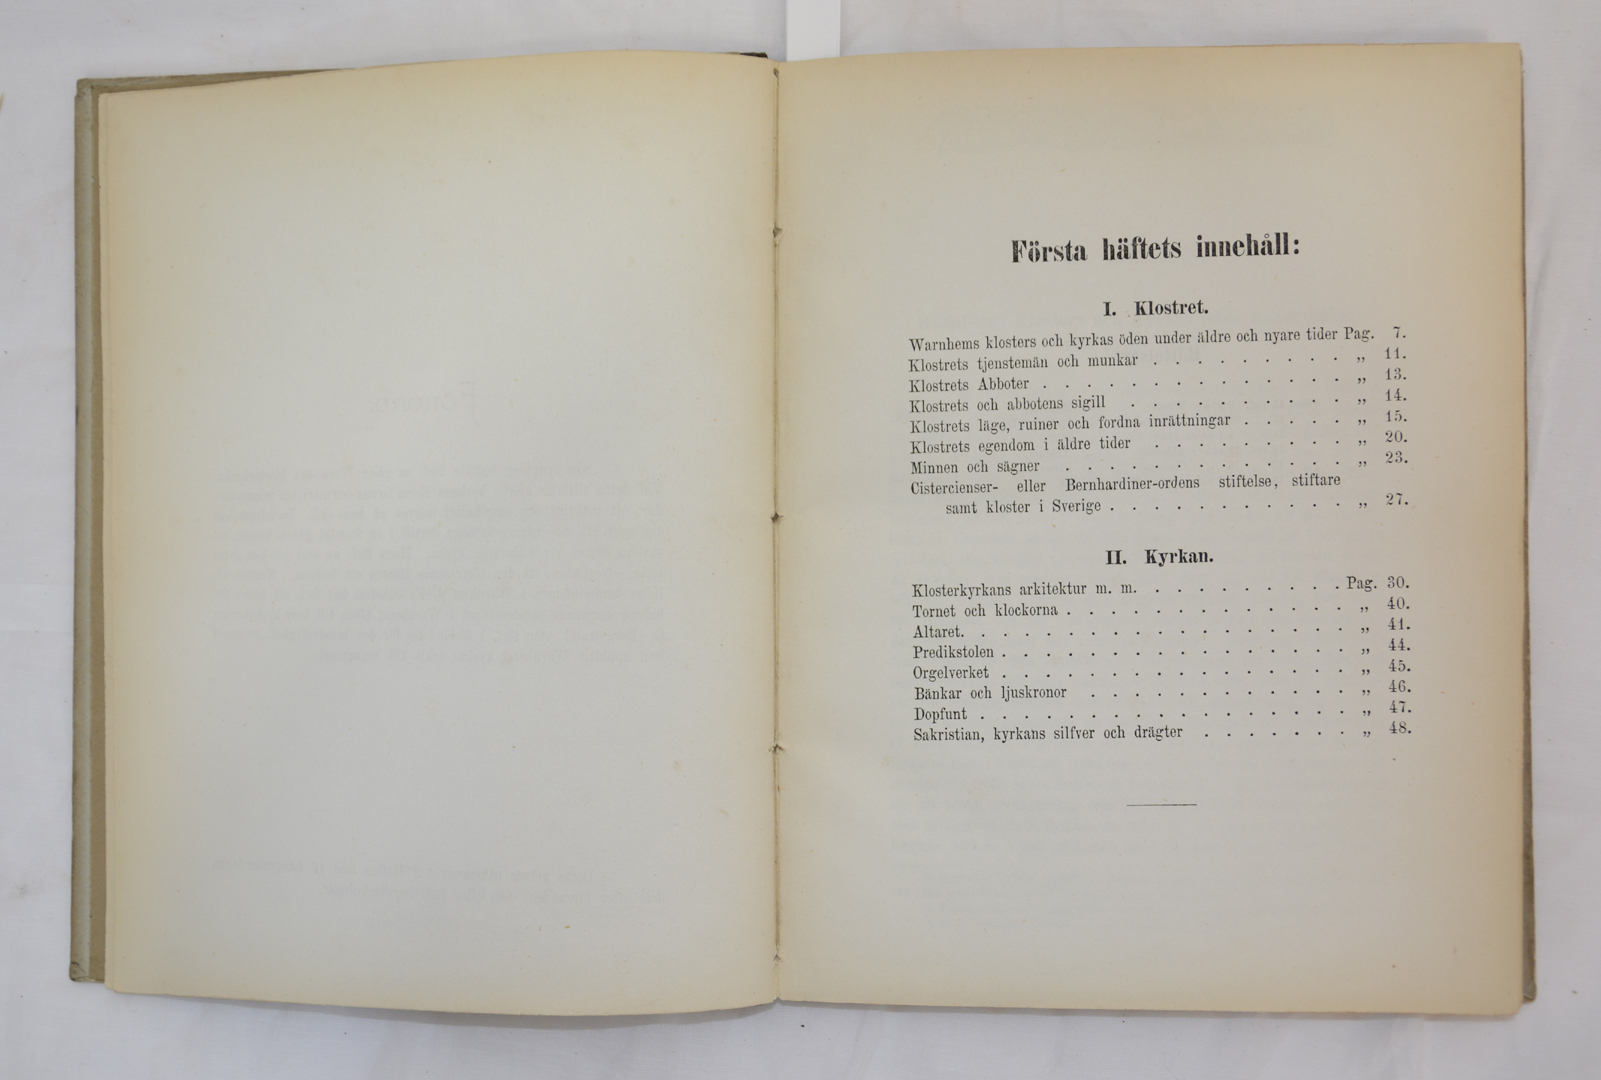 Första häftets innehåll:
I. Klostret.
Warnhems klosters och kyrkas öden under äldre och nyare tider Pag. 7.
Klostrets tjenstemän och munkar . . . . . . . . . „ 11.
Klostrets Abboter . . . . . . . . . . . . . . . „ 13.
Klostrets och abbotens sigill . . . . . . . . . . „ 14.
Klostrets läge, ruiner och fordna inrättningar . . . . . „ 15.
Klostrets egendom i äldre tider . . . . . . . . . „ 20.
Minnen och sägner . . . . . . . . . . . . . „ 23.
Cistercienser- eller Bernhardiner-ordens stiftelse, stiftare
samt kloster i Sverige . . . . . . . . . . . . „ 27.
II. Kyrkan.
Klosterkyrkans arkitektur m. m. . . . . . . . . . . Pag. 30.
Tornet och klockorna . . . . . . . . . . . . . „ 40.
Altaret. . . . . . . . . . . . . . . . . . . „ 41.
Predikstolen . . . . . . . . . . . . . . . . „ 44.
Orgelverket . . . . . . . . . . . . . . . . „ 45.
Bänkar och ljuskronor . . . . . . . . . . . . „ 46.
Dopfunt . . . . . . . . . . . . . . . . . „ 47.
Sakristian, kyrkans silfver och drägter . . . . . . . „ 48.